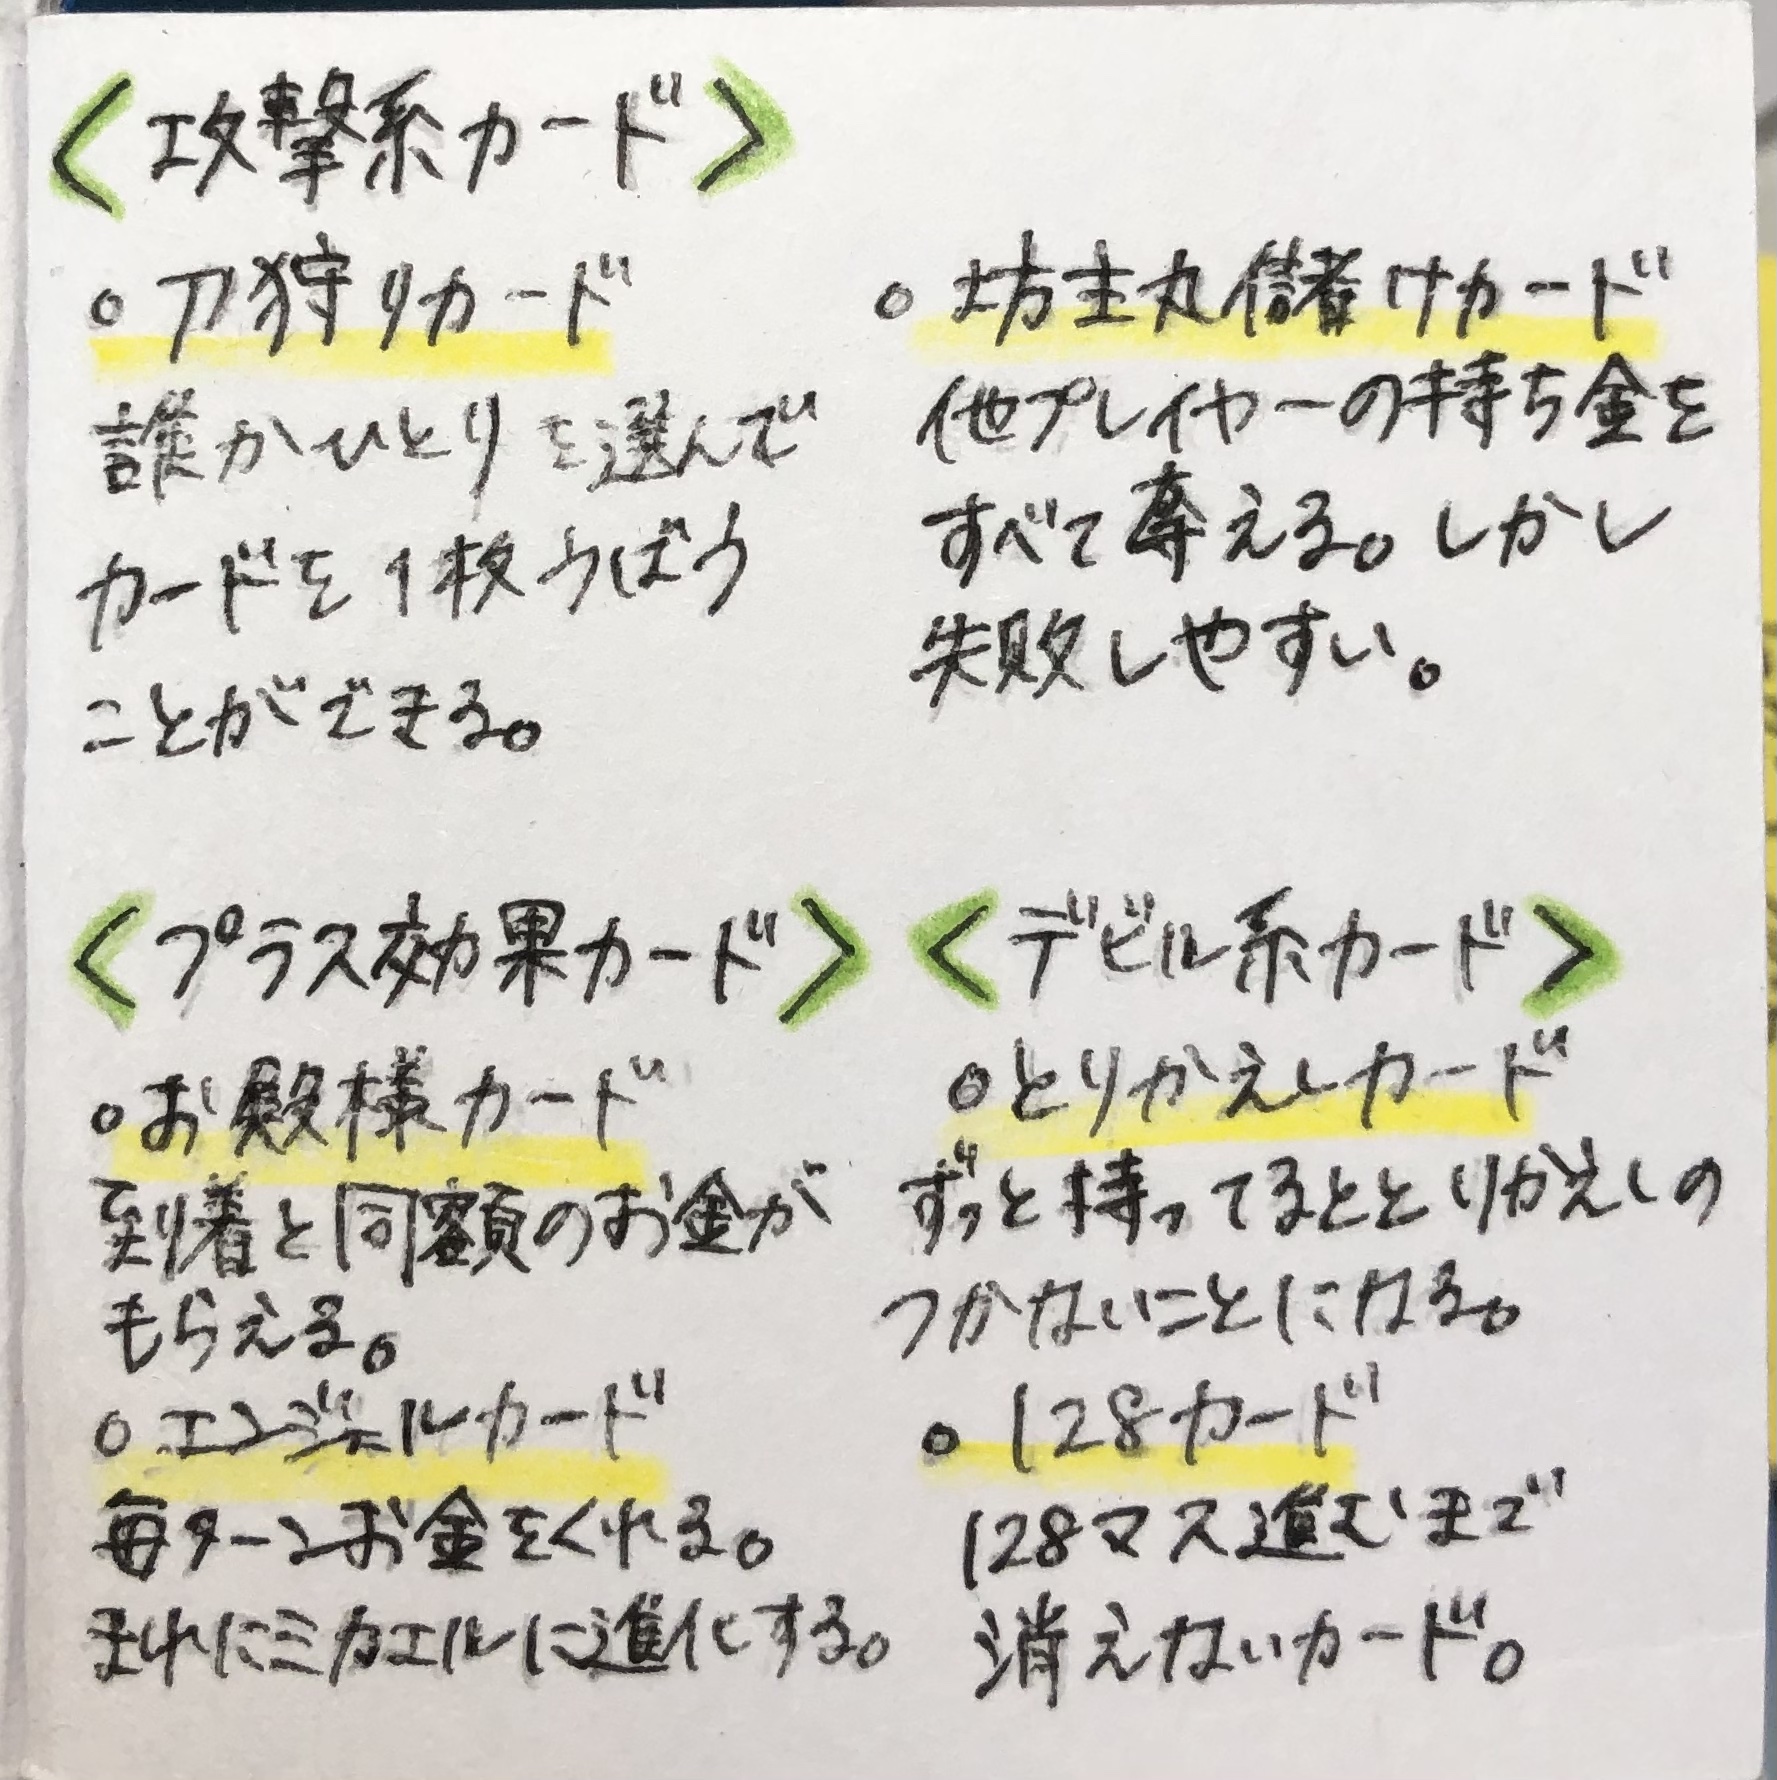 <攻撃系カード>
○刀狩りカード
誰かひとりを選んで
カードを1枚うばう
ことができる。
○坊主丸儲けカード
他プレイヤーの持ち金を
すべて奪える。しかし
失敗しやすい。
<プラス効果カード>
○お殿様カード
到着と同額のお金が
もらえる。
○エンジェルカード
毎ターンお金をくれる。
まれにミカエルに進化する。
<デビル系カード>
○とりかえしカード
ずっと持ってるととりかえしの
つかないことになる。
○128カード
128マス進むまで
消えないカード。